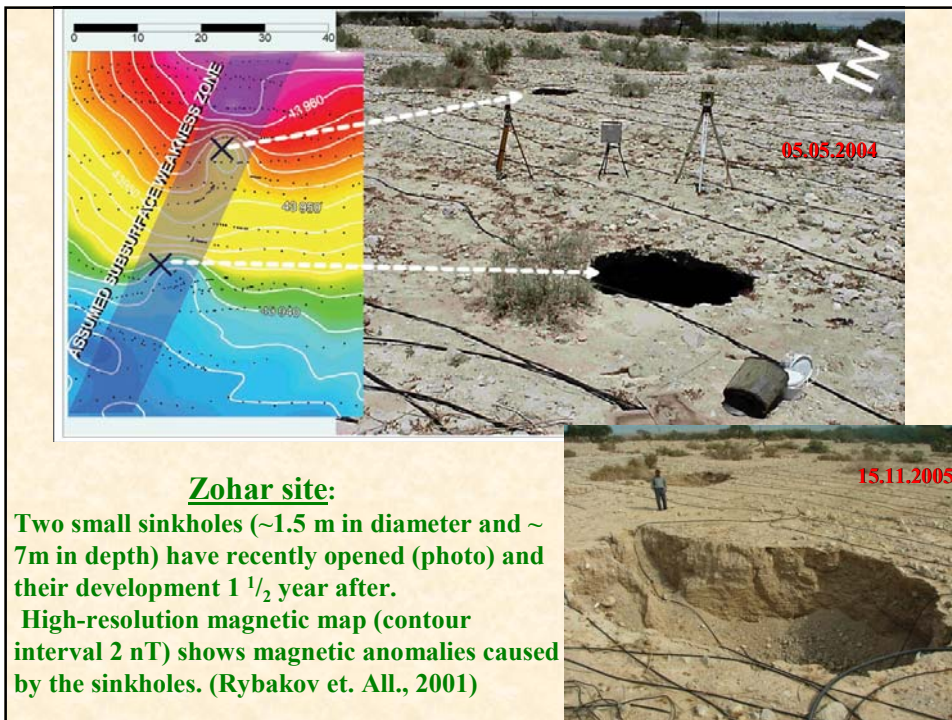 0 10 20 30 40
N
ASSUMED SUBSURFACE WEAKNESS ZONE
43 960
43 950
43 940
05.05.2004
15.11.2005
Zohar site:
Two small sinkholes (~1.5 m in diameter and ~
7m in depth) have recently opened (photo) and
their development 1 1/2 year after.
High-resolution magnetic map (contour
interval 2 nT) shows magnetic anomalies caused
by the sinkholes. (Rybakov et. All., 2001)